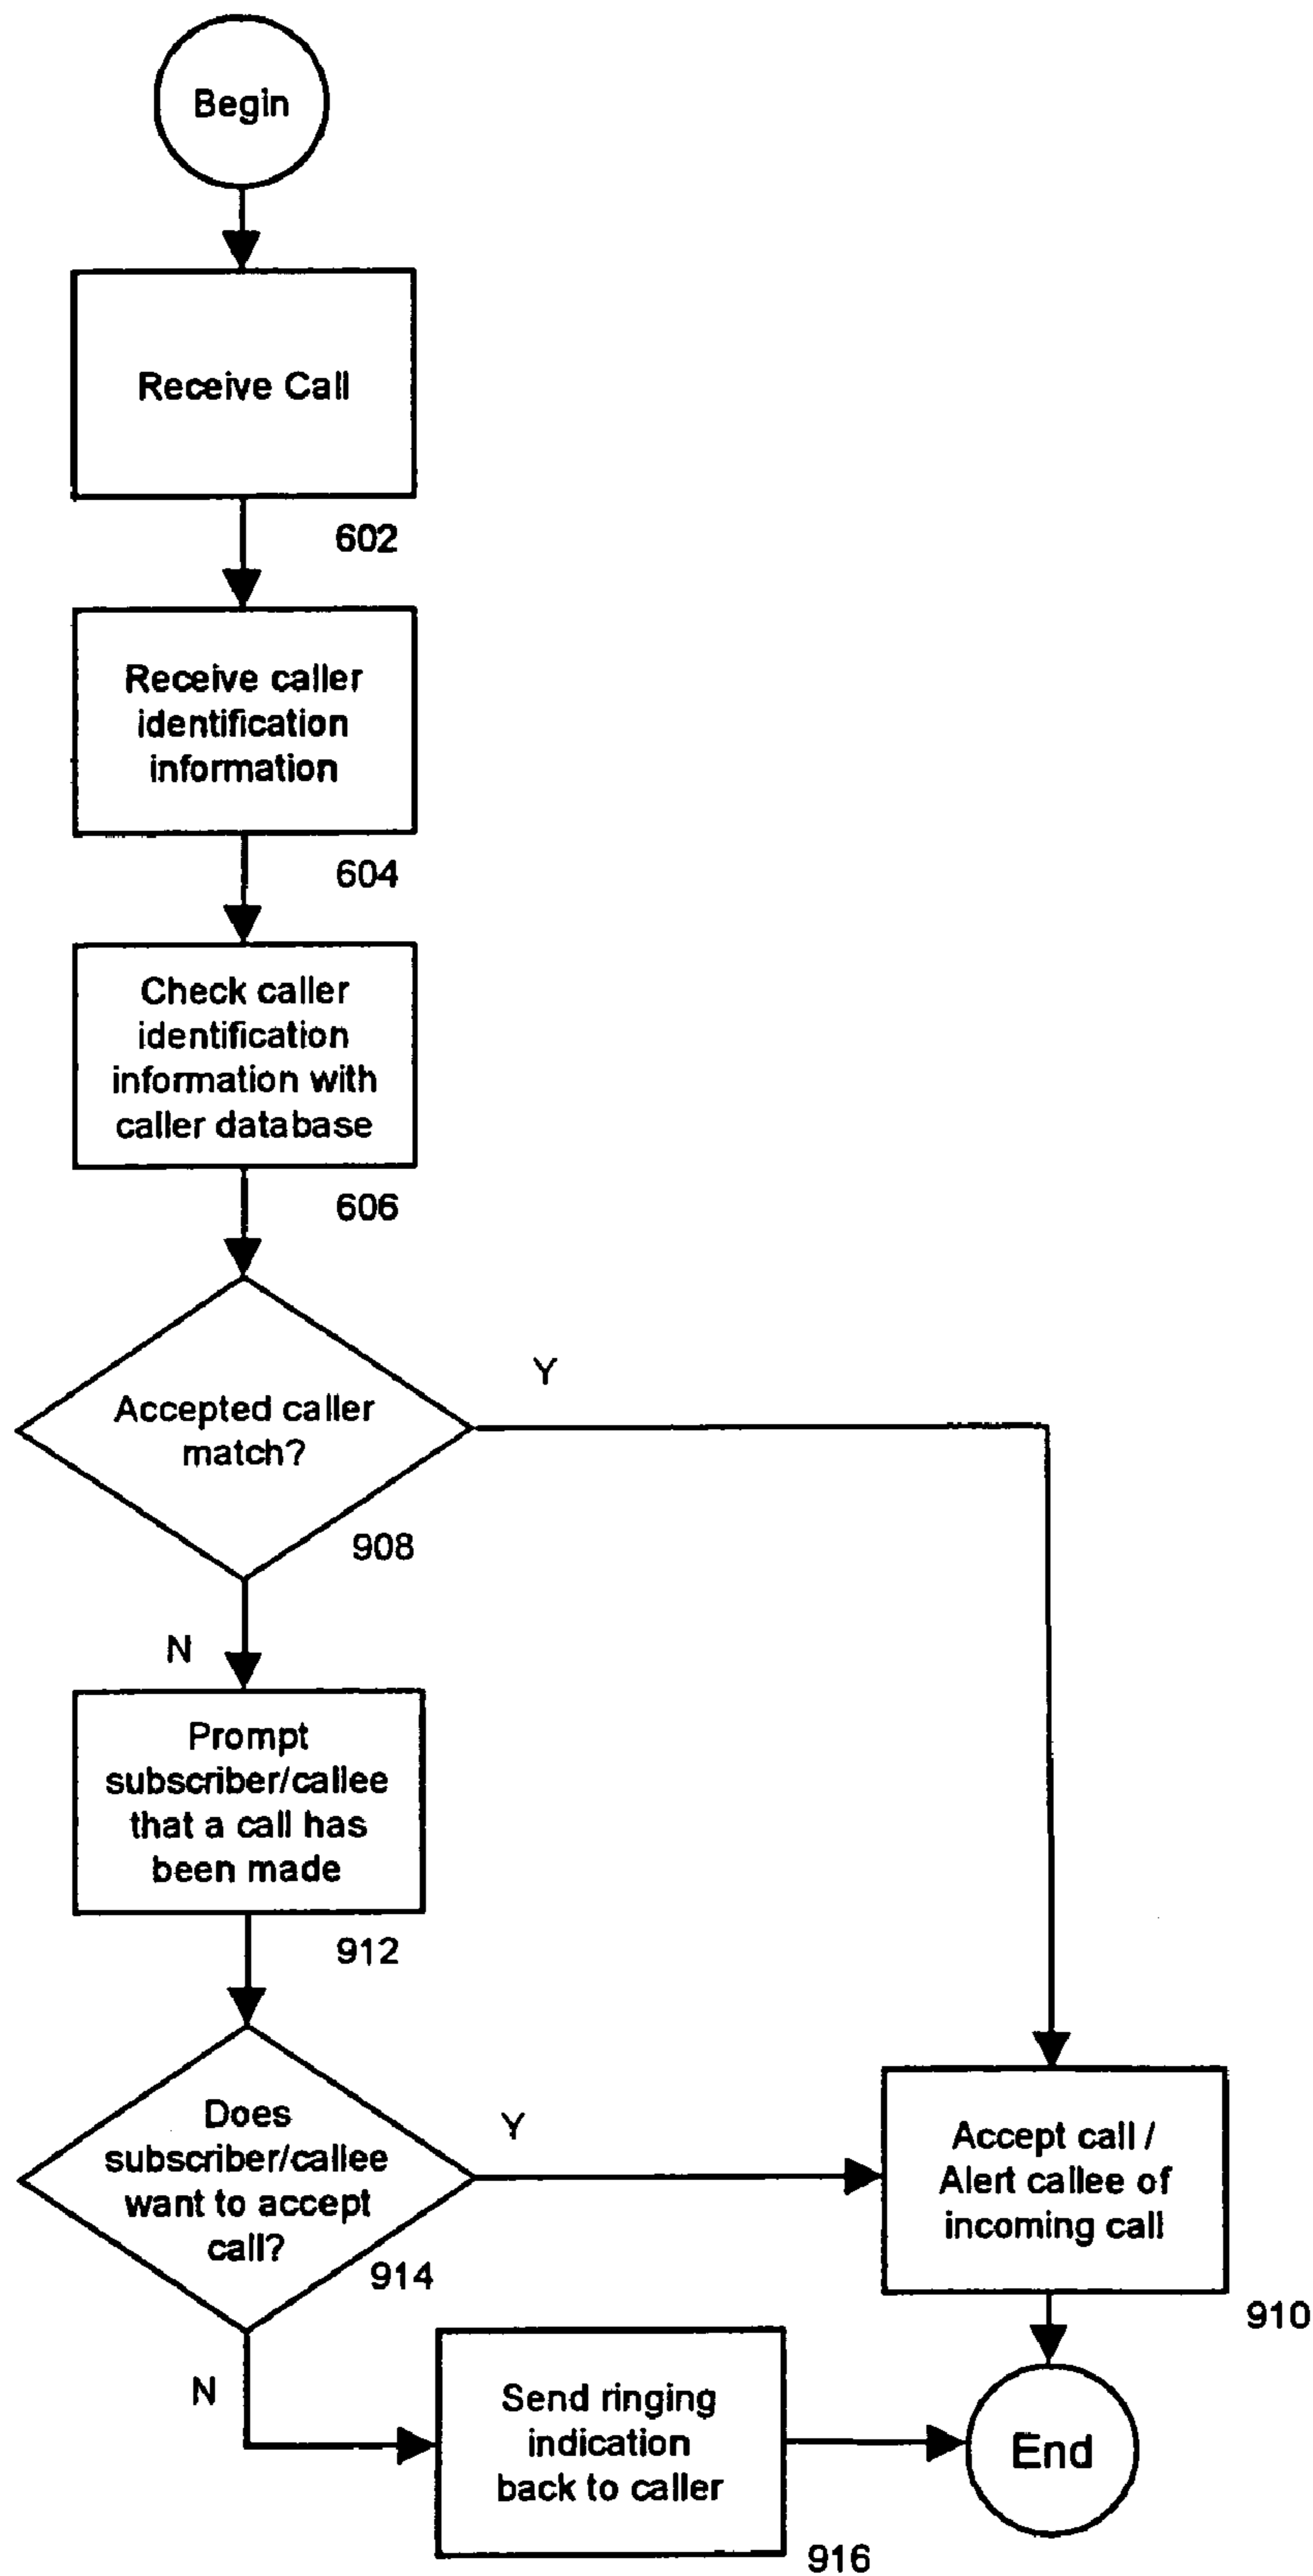 Begin
Receive Call
602
Receive caller
identification
information
604
Check caller
identification
information with
caller database
606
Accepted caller
match?
Y
908
N
Prompt
subscriber/callee
that a call has
been made
912
Does
subscriber/callee
want to accept
call?
Y
914
Accept call /
Alert callee of
incoming call
910
N
Send ringing
indication
back to caller
916
End